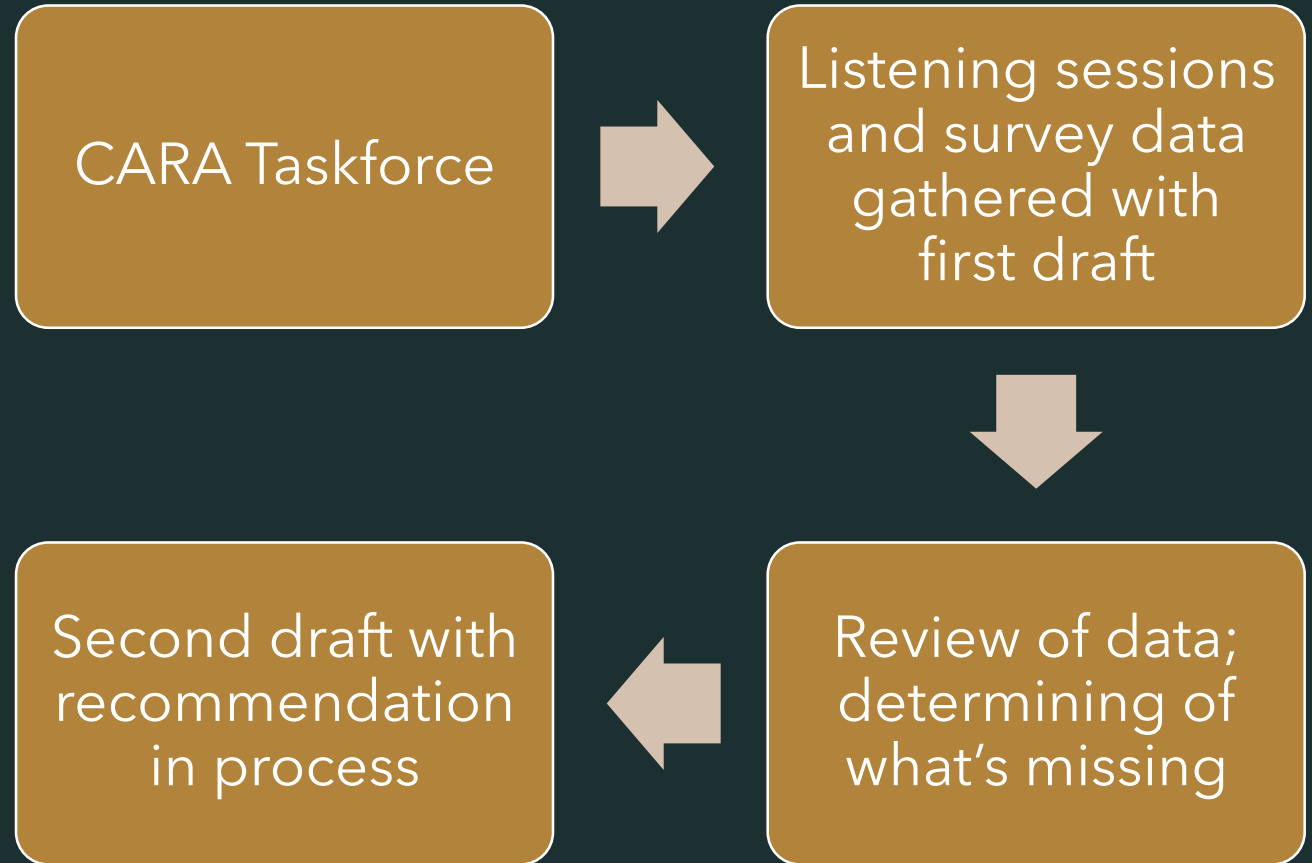 CARA Taskforce
Listening sessions
and survey data
gathered with
first draft
Review of data;
determining of
what's missing
Second draft with
recommendation
in process